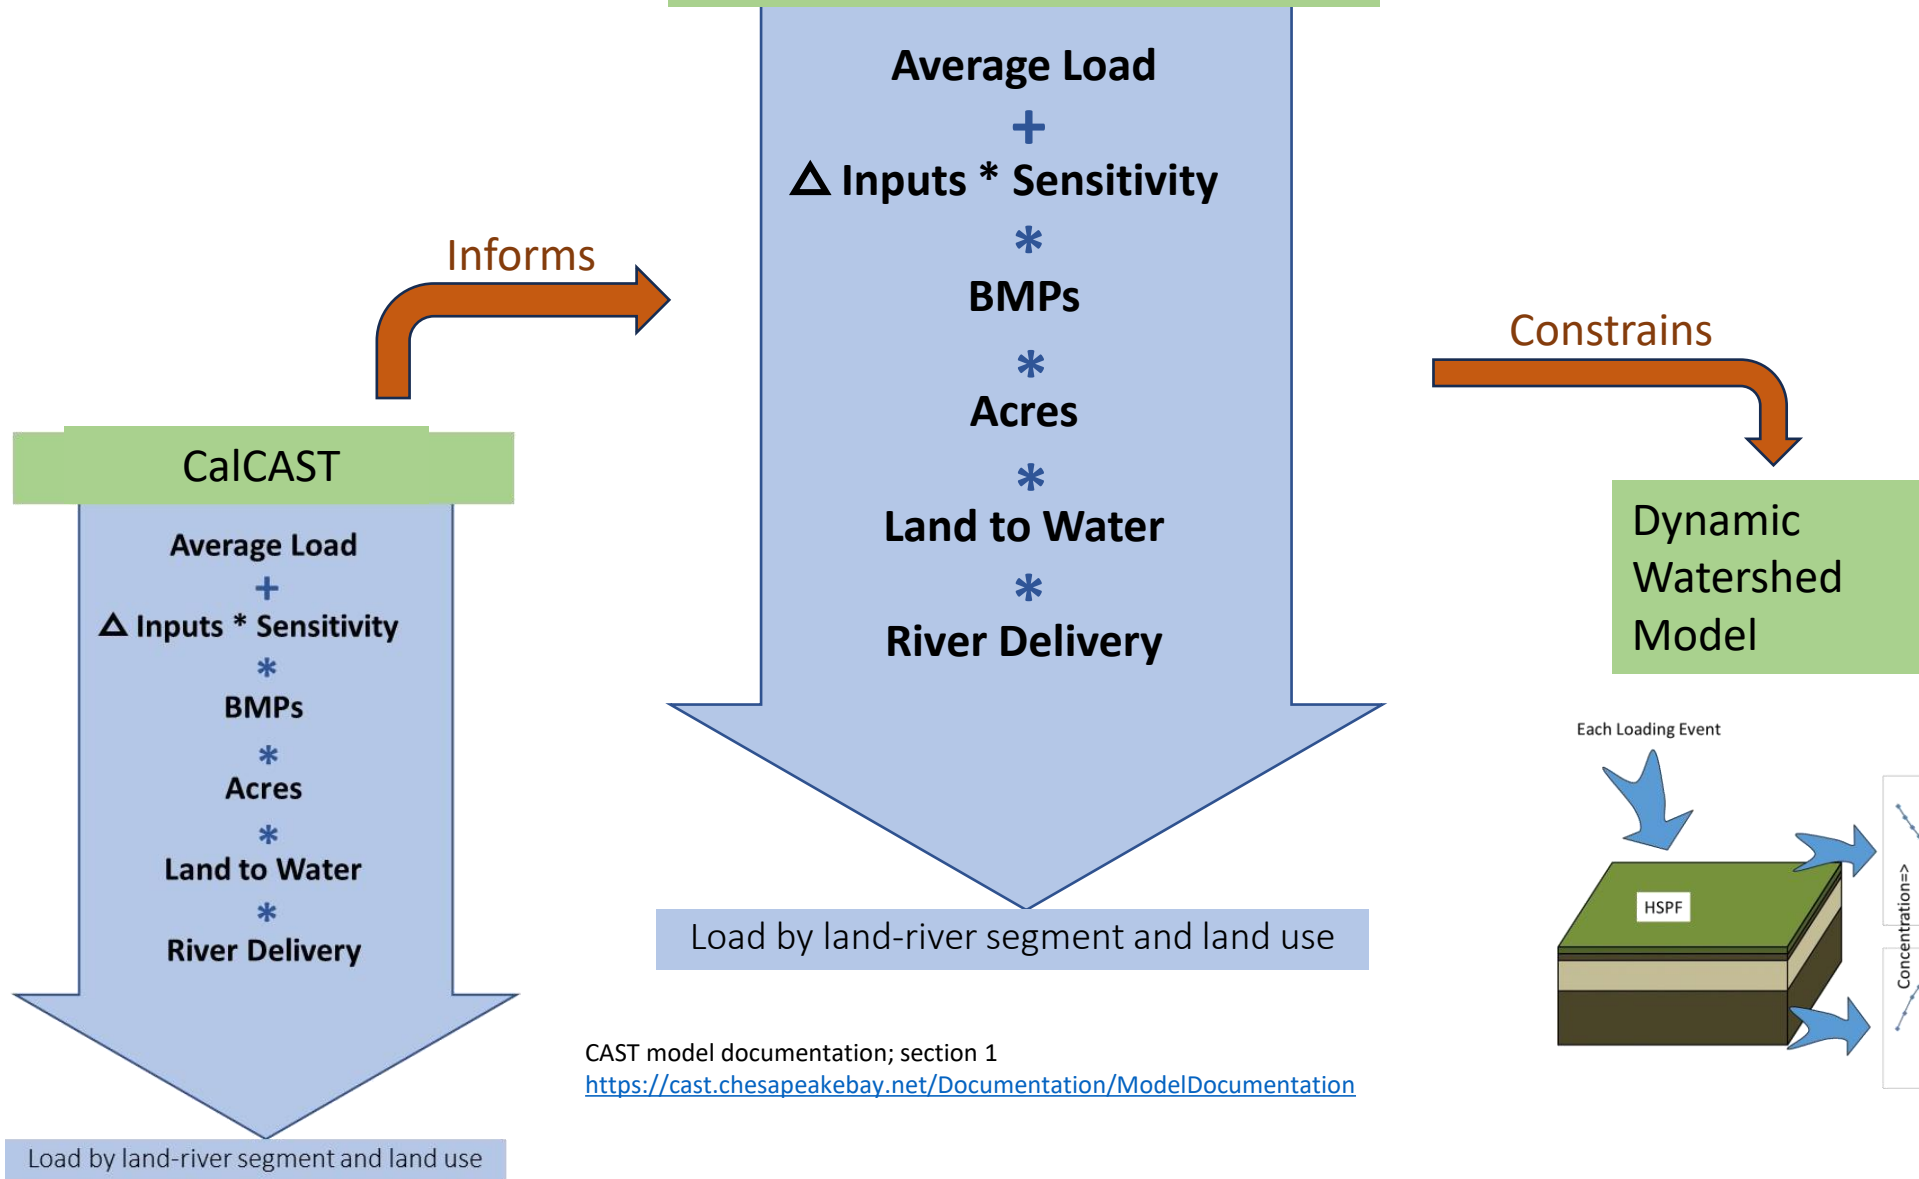 Average Load
+
Δ Inputs * Sensitivity
*
BMPs
*
Acres
*
Land to Water
*
River Delivery
Load by land-river segment and land use
Informs
CalCAST
Average Load
+
Δ Inputs * Sensitivity
*
BMPs
*
Acres
*
Land to Water
*
River Delivery
Load by land-river segment and land use
Constrains
Dynamic
Watershed
Model
Each Loading Event
HSPF
Concentration=>
CAST model documentation; section 1
https://cast.chesapeakebay.net/Documentation/ModelDocumentation